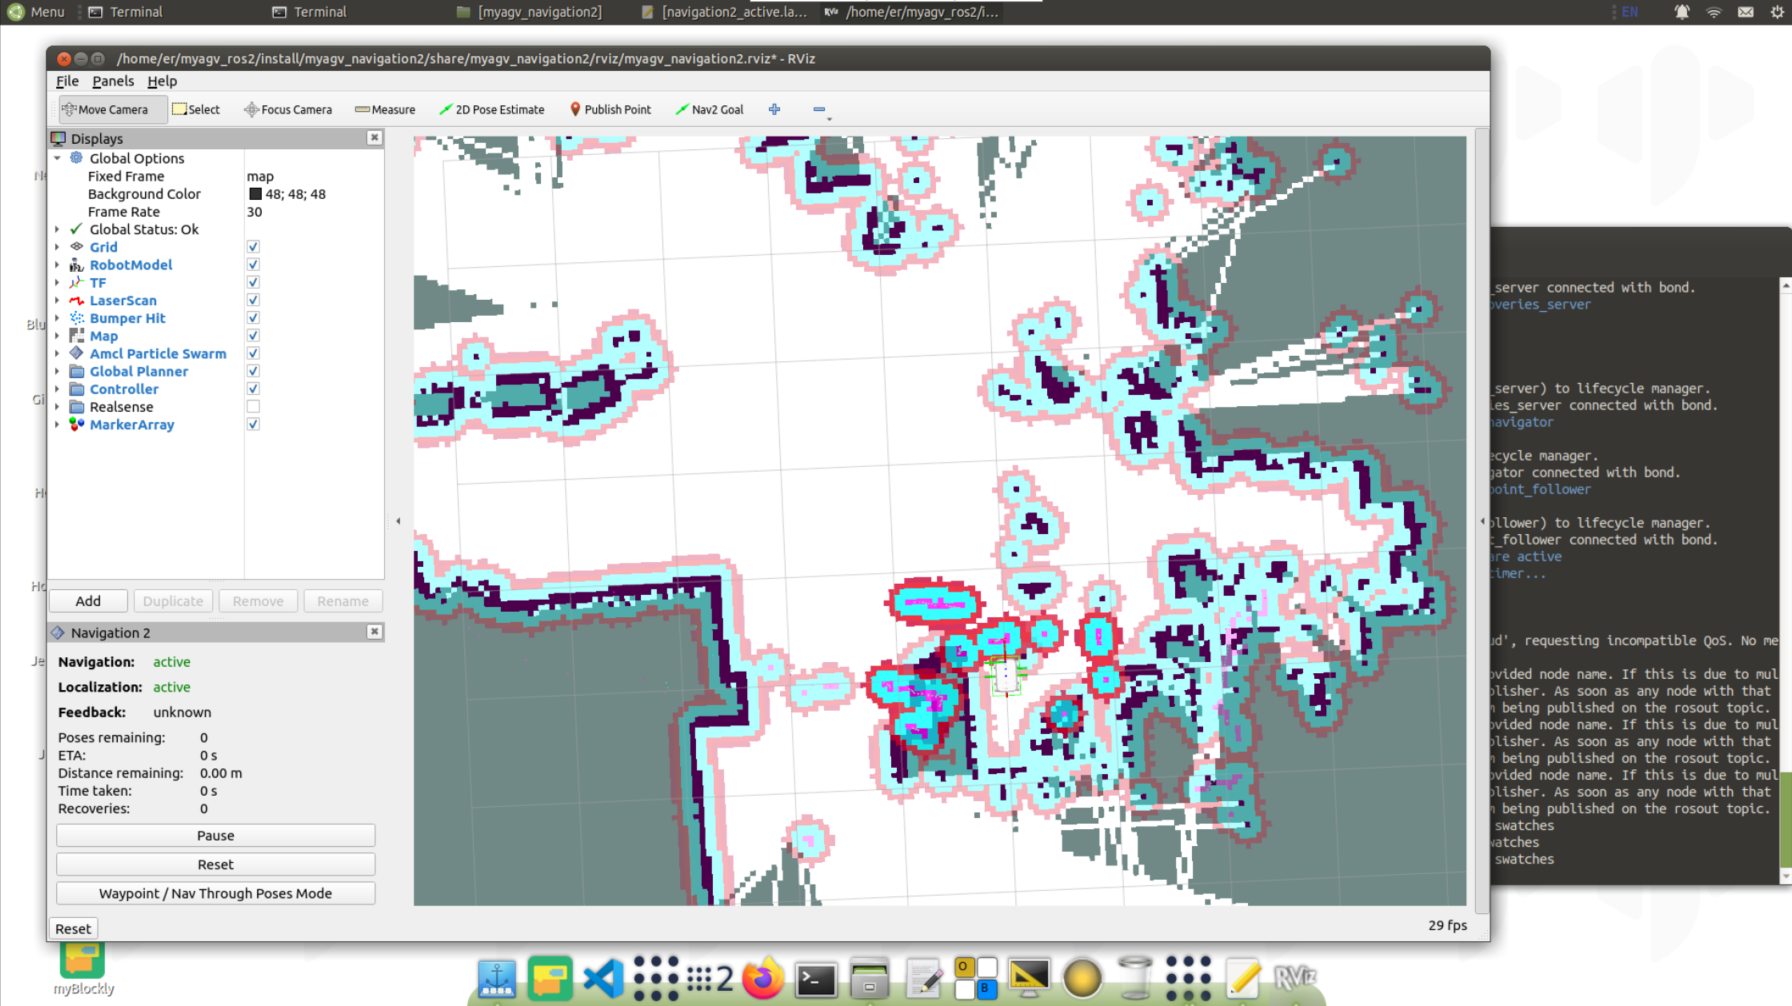 Menu
Terminal
Terminal
[myagv_navigation2]
[navigation2_active.la...
RViz
/home/er/myagv_ros2/i...
EN
/home/er/myagv_ros2/install/myagv_navigation2/share/myagv_navigation2/rviz/myagv_navigation2.rviz* - RViz
File
Panels
Help
Move Camera
Select
Focus Camera
Measure
2D Pose Estimate
Publish Point
Nav2 Goal
Displays
Global Options
Fixed Frame
map
Background Color
48; 48; 48
Frame Rate
30
Global Status: Ok
Grid
RobotModel
TF
LaserScan
Bumper Hit
Map
Amcl Particle Swarm
Global Planner
Controller
Realsense
MarkerArray
Add
Duplicate
Remove
Rename
Navigation 2
Navigation: active
Localization: active
Feedback: unknown
Poses remaining: 0
ETA: 0 s
Distance remaining: 0.00 m
Time taken: 0 s
Recoveries: 0
Pause
Reset
Waypoint / Nav Through Poses Mode
Reset
29 fps
_server connected with bond.
overies_server
_server) to lifecycle manager.
ies_server connected with bond.
navigator
ecycle manager.
gator connected with bond.
point_follower
ollower) to lifecycle manager.
t_follower connected with bond.
are active
timer...
ud', requesting incompatible QoS. No me
ovided node name. If this is due to mul
blisher. As soon as any node with that
m being published on the rosout topic.
ovided node name. If this is due to mul
blisher. As soon as any node with that
m being published on the rosout topic.
ovided node name. If this is due to mul
blisher. As soon as any node with that
m being published on the rosout topic.
swatches
watches
swatches
myBlockly
2
O
B
RViz